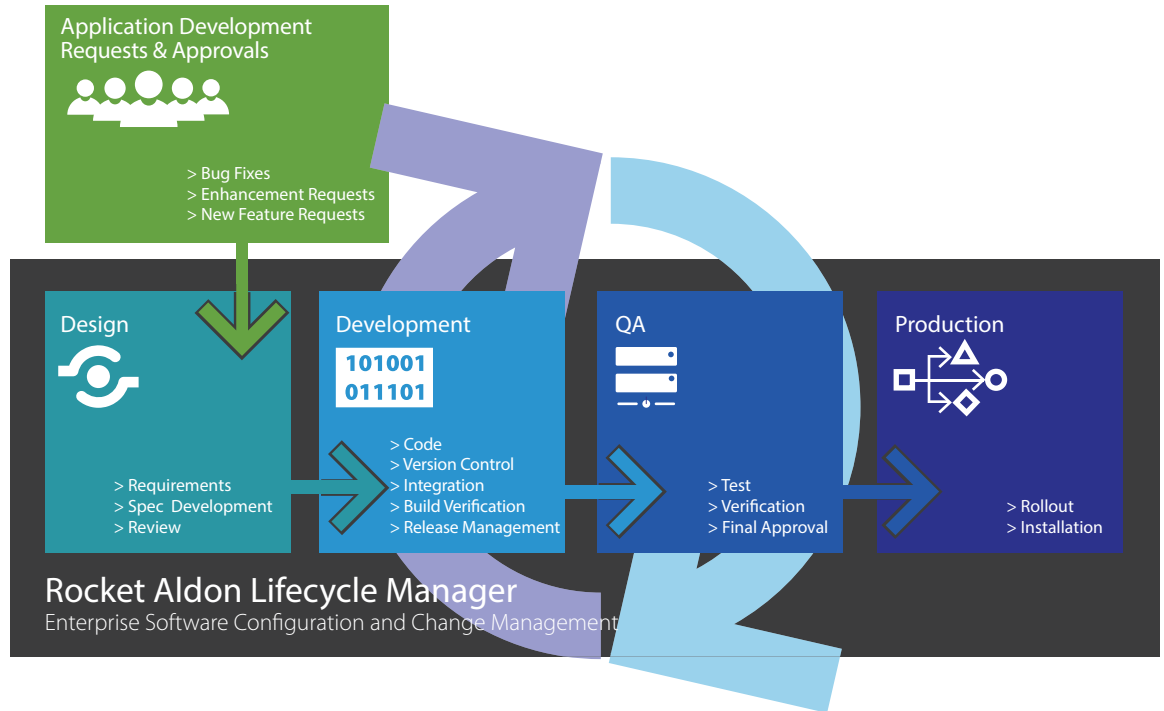 Application Development
Requests & Approvals
> Bug Fixes
> Enhancement Requests
> New Feature Requests
Design
> Requirements
> Spec Development
> Review
Development
101001
011101
> Code
> Version Control
> Integration
> Build Verification
> Release Management
QA
> Test
> Verification
> Final Approval
Production
> Rollout
> Installation
Rocket Aldon Lifecycle Manager
Enterprise Software Configuration and Change Management